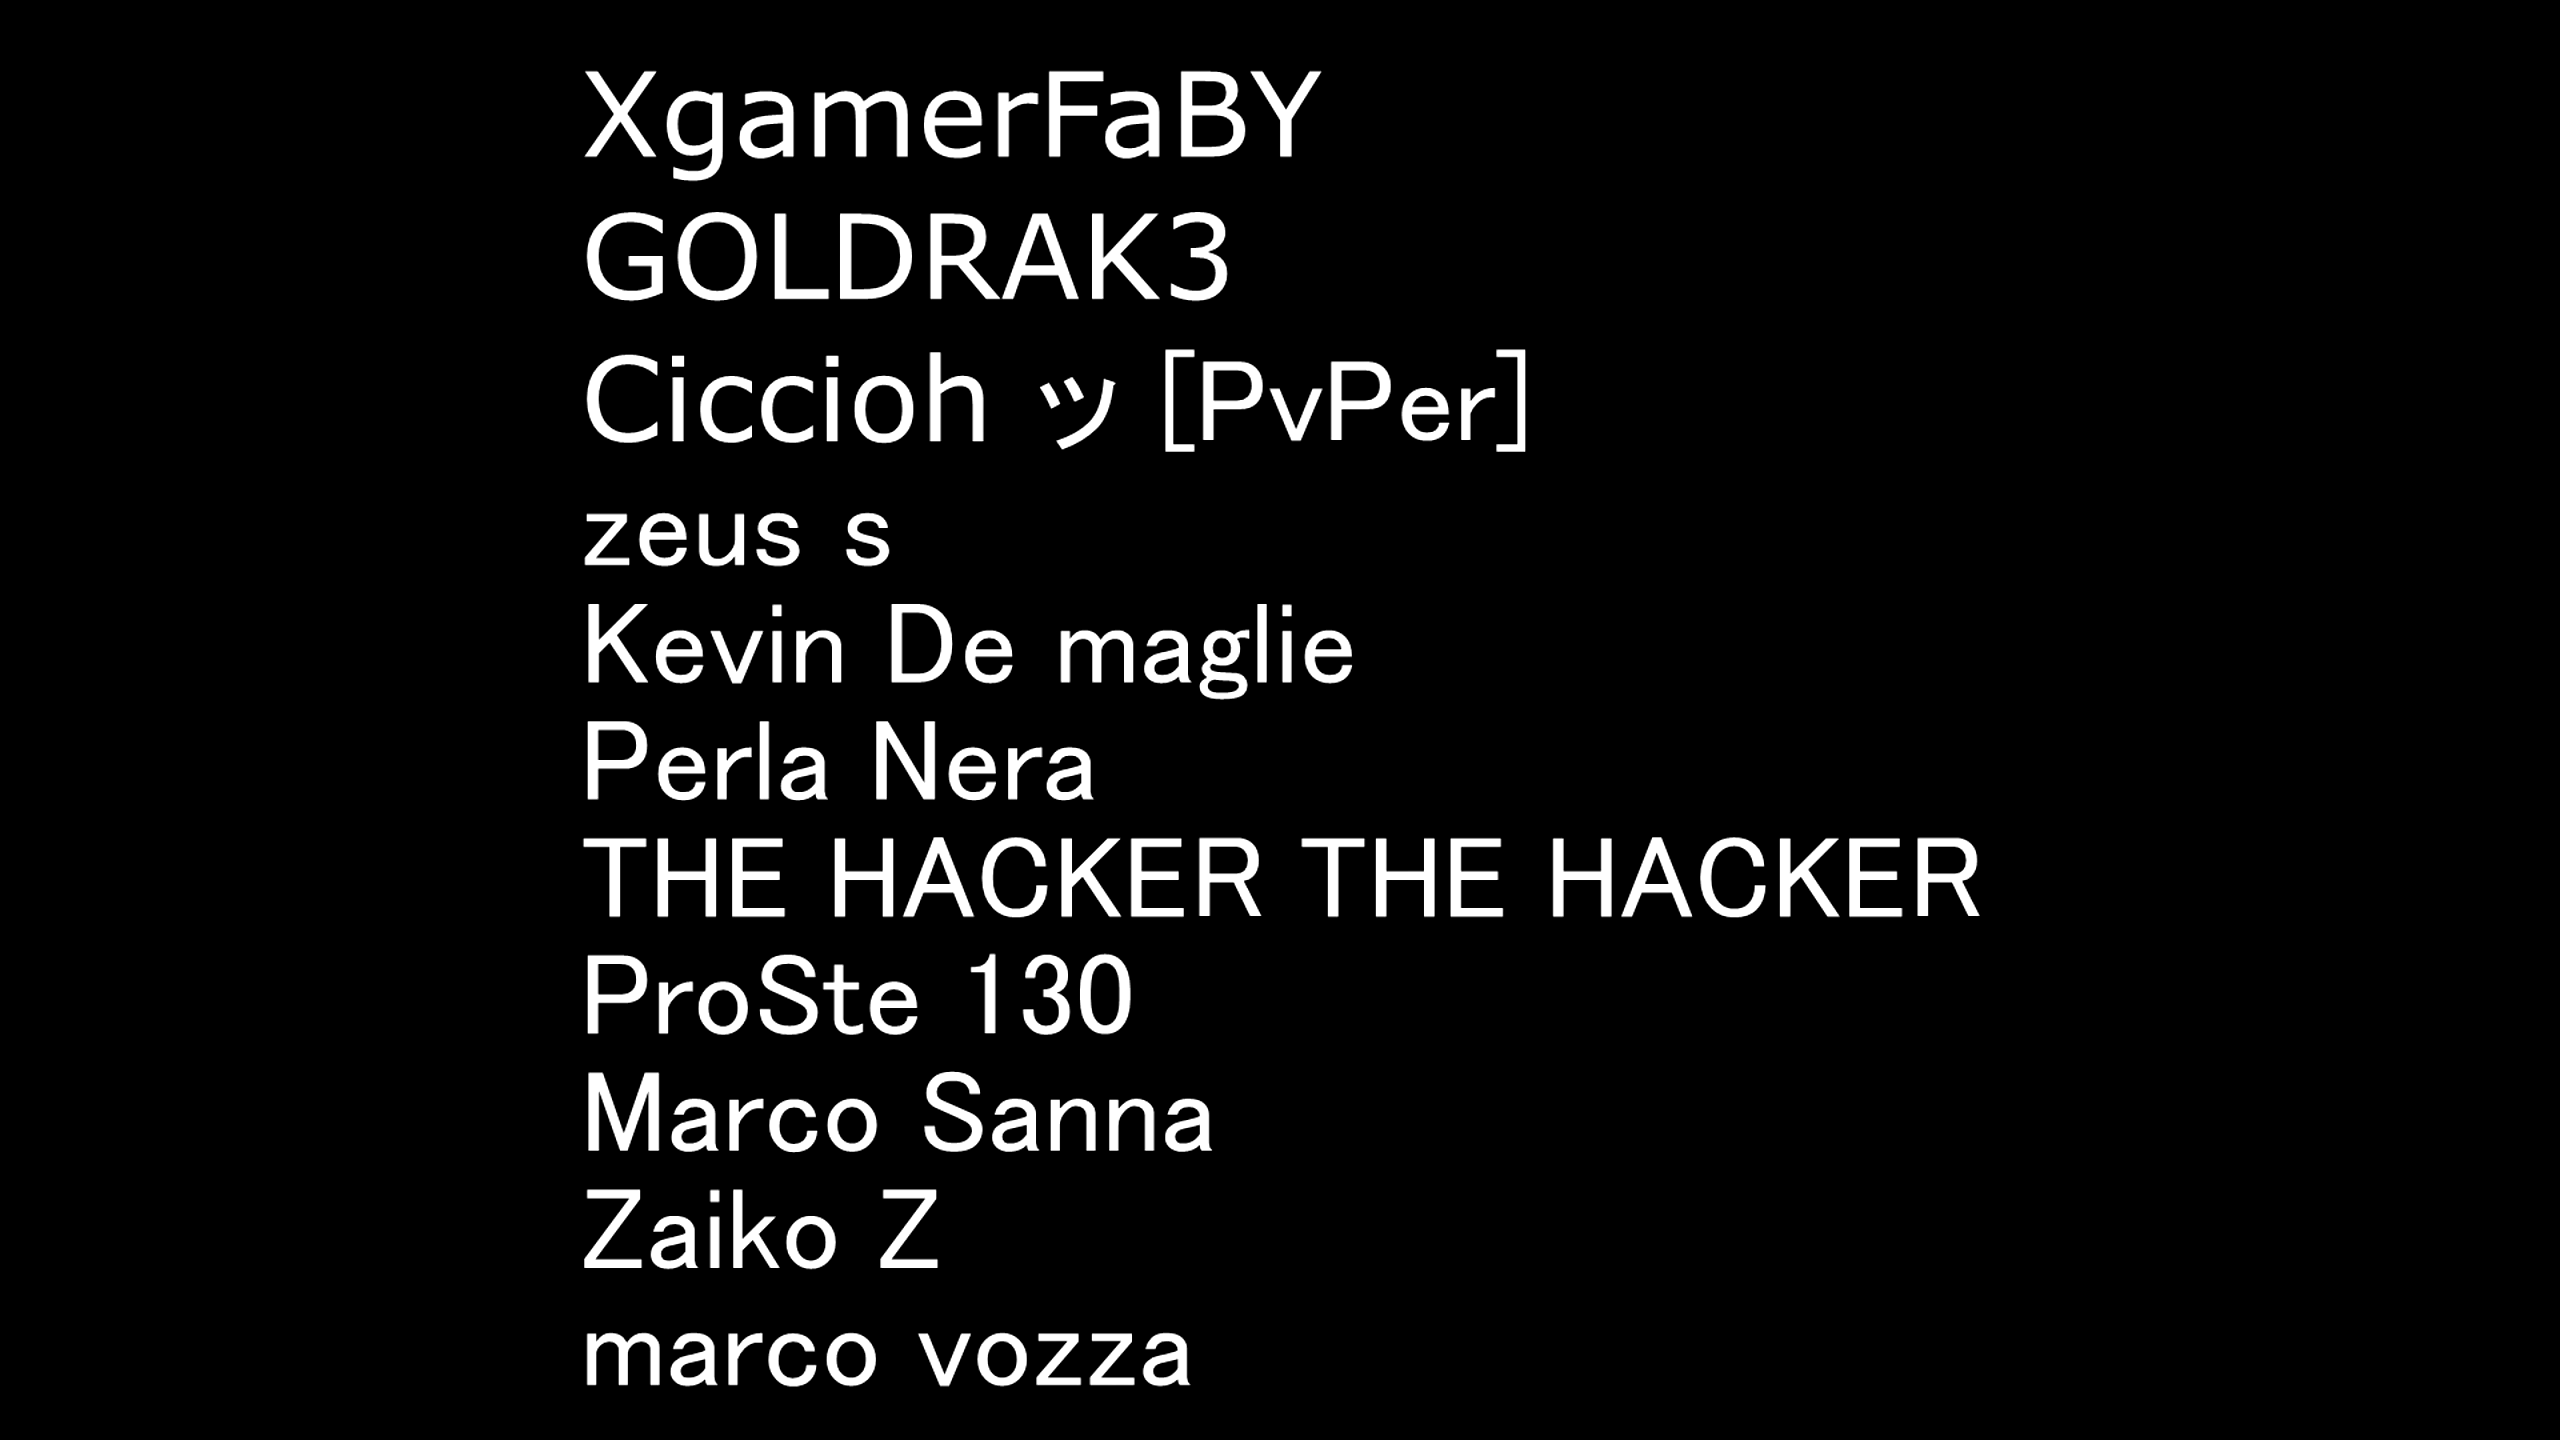 XgamerFaBY
GOLDRAK3
Ciccioh ッ [PvPer]
zeus s
Kevin De maglie
Perla Nera
THE HACKER THE HACKER
ProSte 130
Marco Sanna
Zaiko Z
marco vozza